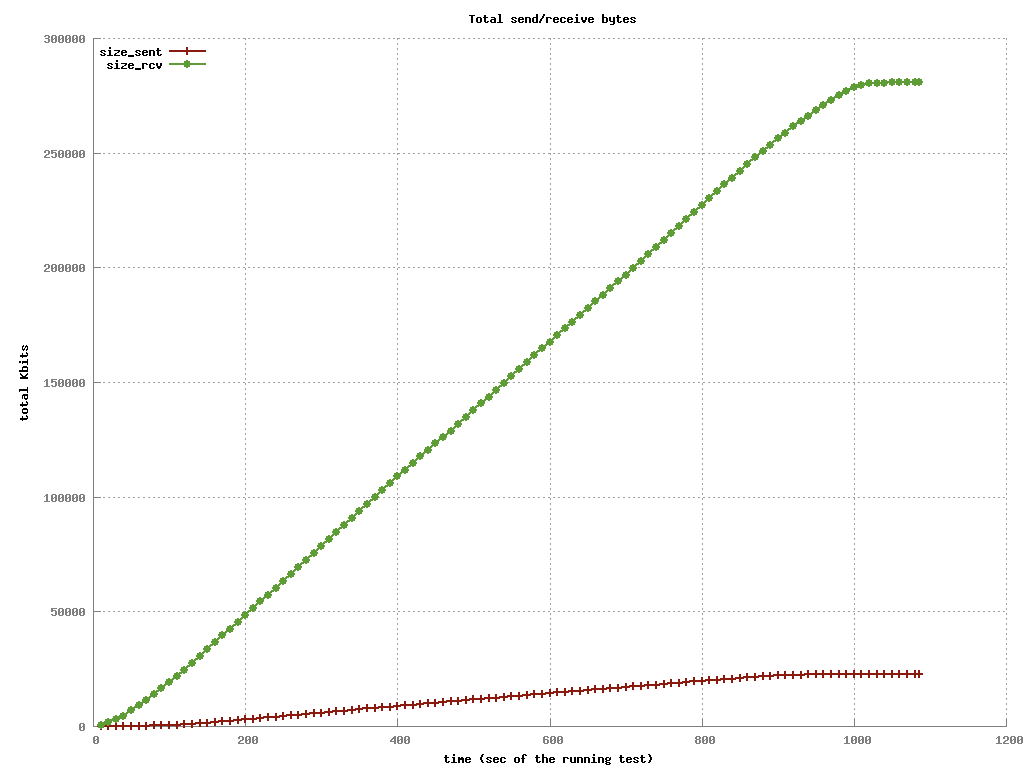 Total send/receive bytes
300000
size_sent
size_rcv
250000
200000
150000
total Kbits
100000
50000
0
0 200 400 600 800 1000 1200
time (sec of the running test)